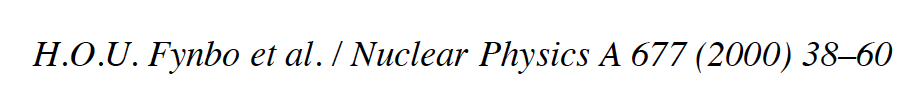 H.O.U. Fynbo et al. / Nuclear Physics A 677 (2000) 38–60